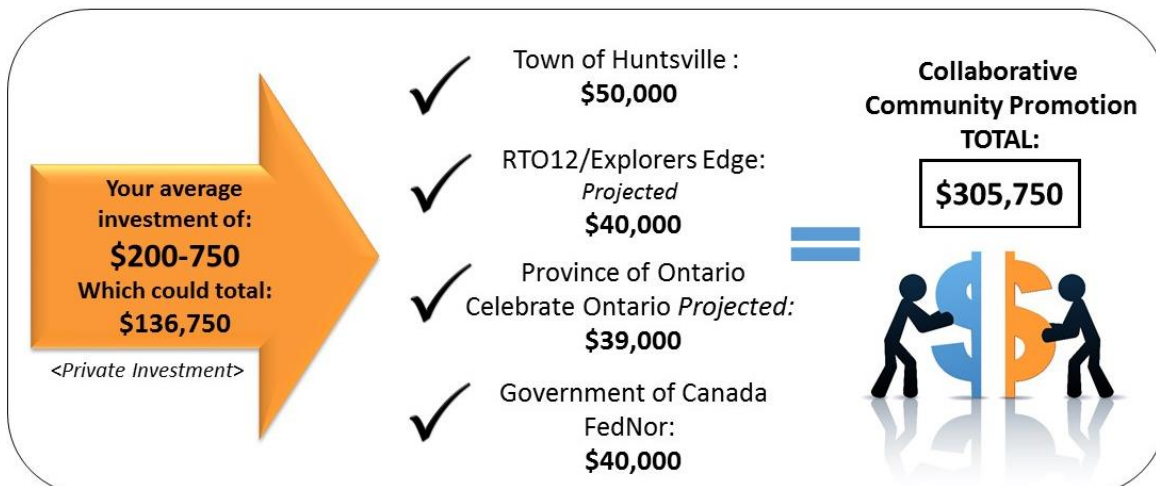 Your average
investment of:
$200-750
Which could total:
$136,750
<Private Investment>
Town of Huntsville :
$50,000
RTO12/Explorers Edge:
Projected
$40,000
Province of Ontario
Celebrate Ontario Projected:
$39,000
Government of Canada
FedNor:
$40,000
=
Collaborative
Community Promotion
TOTAL:
$305,750
$